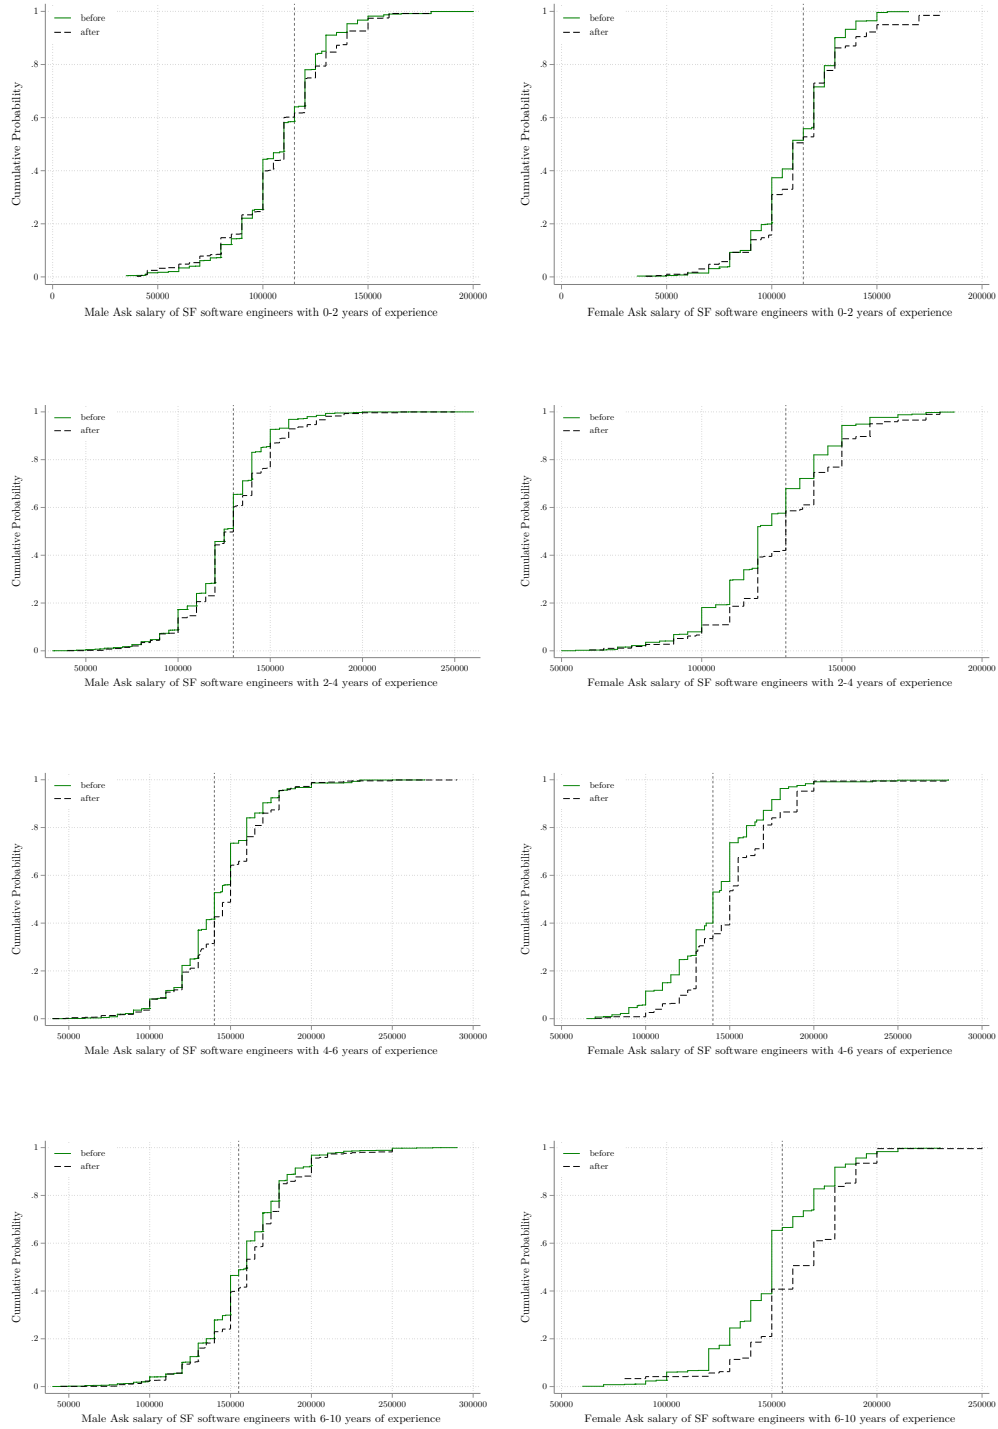 before
after
Cumulative Probability
1
.8
.6
.4
.2
0
0 50000 100000 150000 200000
Male Ask salary of SF software engineers with 0-2 years of experience
before
after
Cumulative Probability
1
.8
.6
.4
.2
0
0 50000 100000 150000 200000
Female Ask salary of SF software engineers with 0-2 years of experience
before
after
Cumulative Probability
1
.8
.6
.4
.2
0
50000 100000 150000 200000 250000
Male Ask salary of SF software engineers with 2-4 years of experience
before
after
Cumulative Probability
1
.8
.6
.4
.2
0
50000 100000 150000 200000
Female Ask salary of SF software engineers with 2-4 years of experience
before
after
Cumulative Probability
1
.8
.6
.4
.2
0
50000 100000 150000 200000 250000 300000
Male Ask salary of SF software engineers with 4-6 years of experience
before
after
Cumulative Probability
1
.8
.6
.4
.2
0
50000 100000 150000 200000 250000 300000
Female Ask salary of SF software engineers with 4-6 years of experience
before
after
Cumulative Probability
1
.8
.6
.4
.2
0
50000 100000 150000 200000 250000 300000
Male Ask salary of SF software engineers with 6-10 years of experience
before
after
Cumulative Probability
1
.8
.6
.4
.2
0
50000 100000 150000 200000 250000
Female Ask salary of SF software engineers with 6-10 years of experience